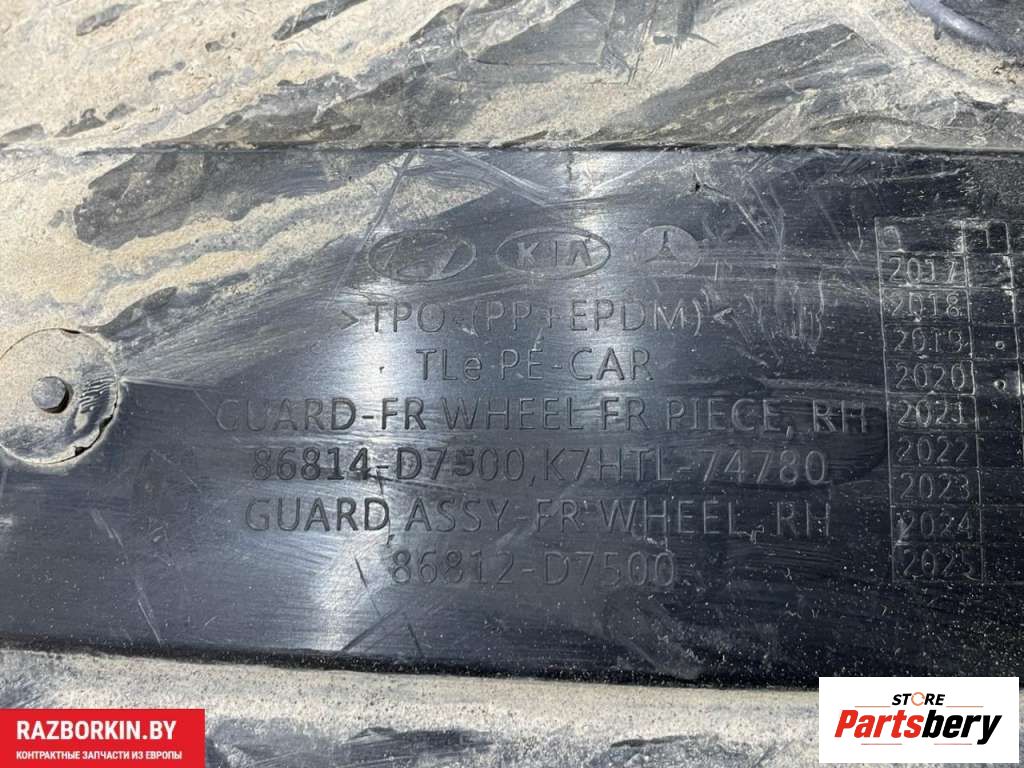 KIA
>TPO-(PP+EPDM)<
TLe PE-CAR
GUARD-FR WHEEL FR PIECE, RH
86814-D7500, K7HTL-74780
GUARD ASSY-FR WHEEL, RH
86812-D7500
2017
2018
2019
2020
2021
2022
2023
2024
2025
RAZBORKIN.BY
КОНТРАКТНЫЕ ЗАПЧАСТИ ИЗ ЕВРОПЫ
STORE
Partsbery